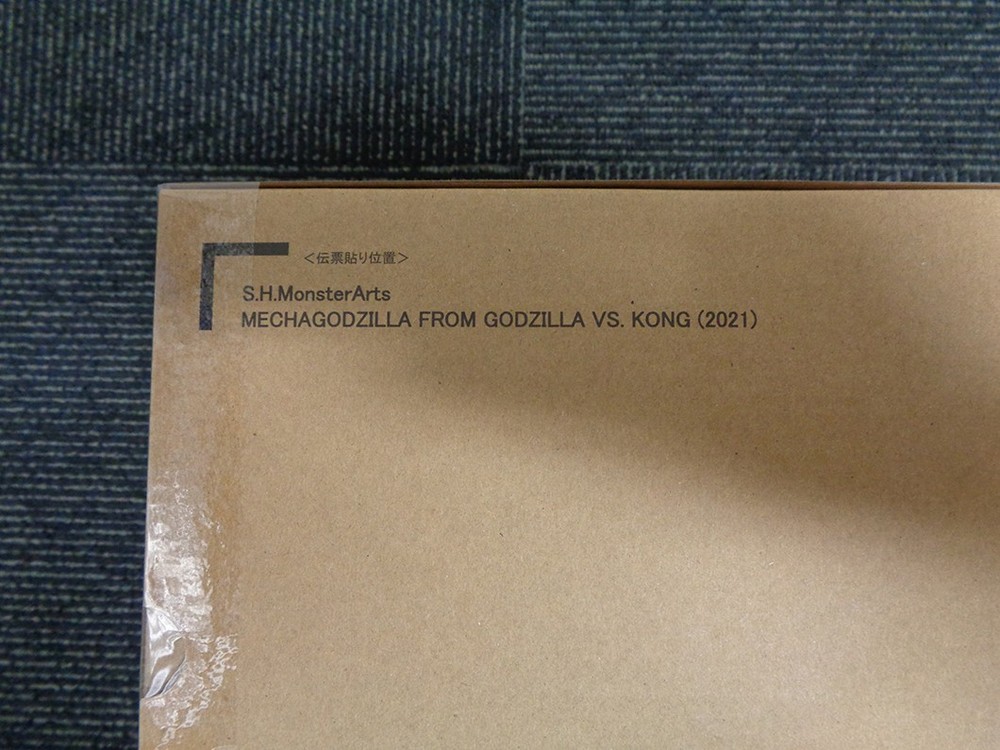 ＜伝票貼り位置＞
S.H.MonsterArts
MECHAGODZILLA FROM GODZILLA VS. KONG (2021)